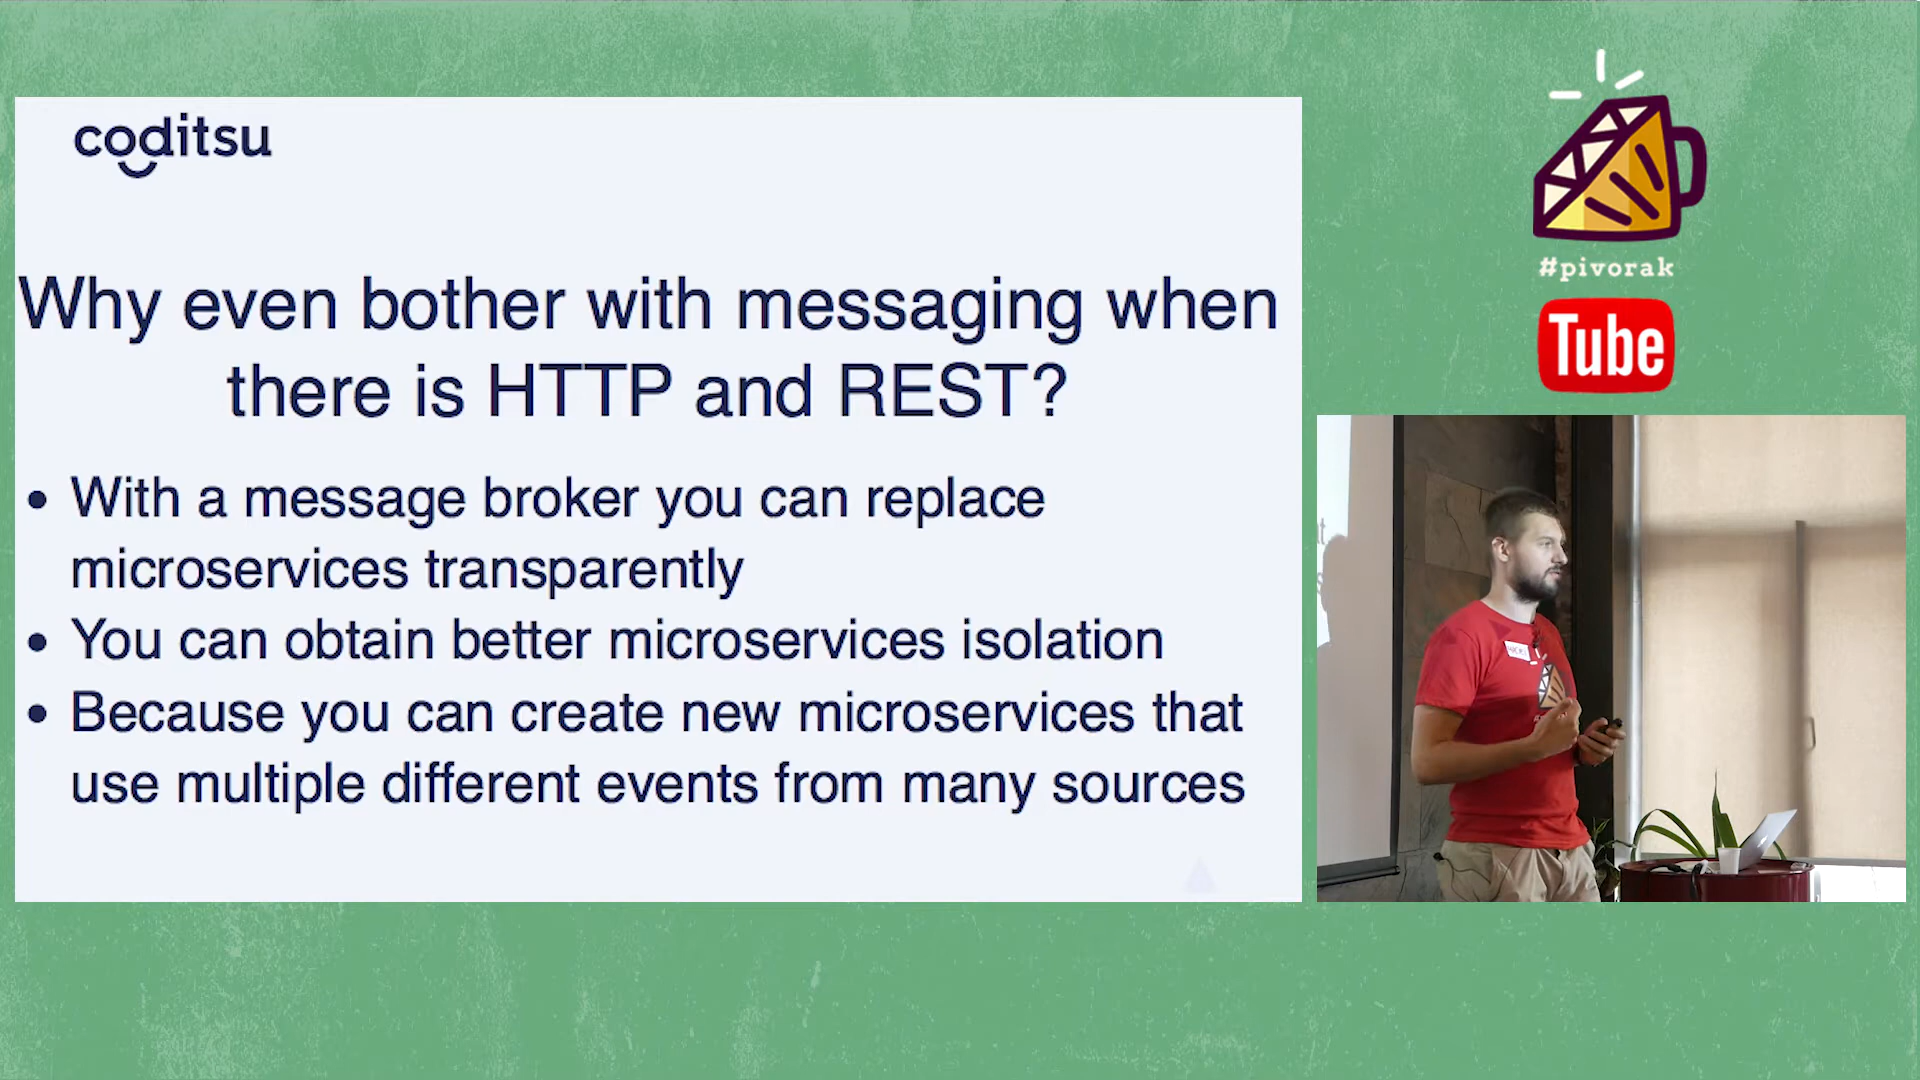 coditsu
Why even bother with messaging when
there is HTTP and REST?
• With a message broker you can replace
microservices transparently
• You can obtain better microservices isolation
• Because you can create new microservices that
use multiple different events from many sources
#pivorak
Tube